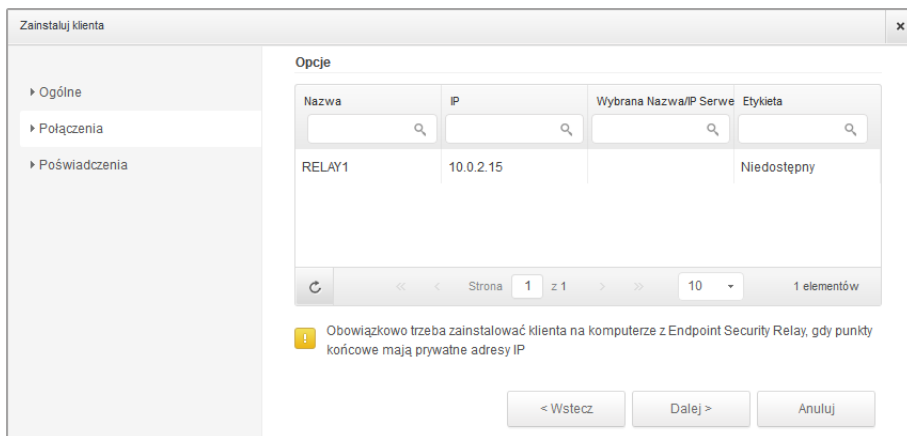 Zainstaluj klienta
Ogólne
Połączenia
Poświadczenia
Opcje
Nazwa IP Wybrana Nazwa/IP Serwe Etykieta
RELAY1 10.0.2.15 Niedostępny
Strona 1 z 1 10 1 elementów
Obowiązkowo trzeba zainstalować klienta na komputerze z Endpoint Security Relay, gdy punkty
końcowe mają prywatne adresy IP
< Wstecz Dalej > Anuluj